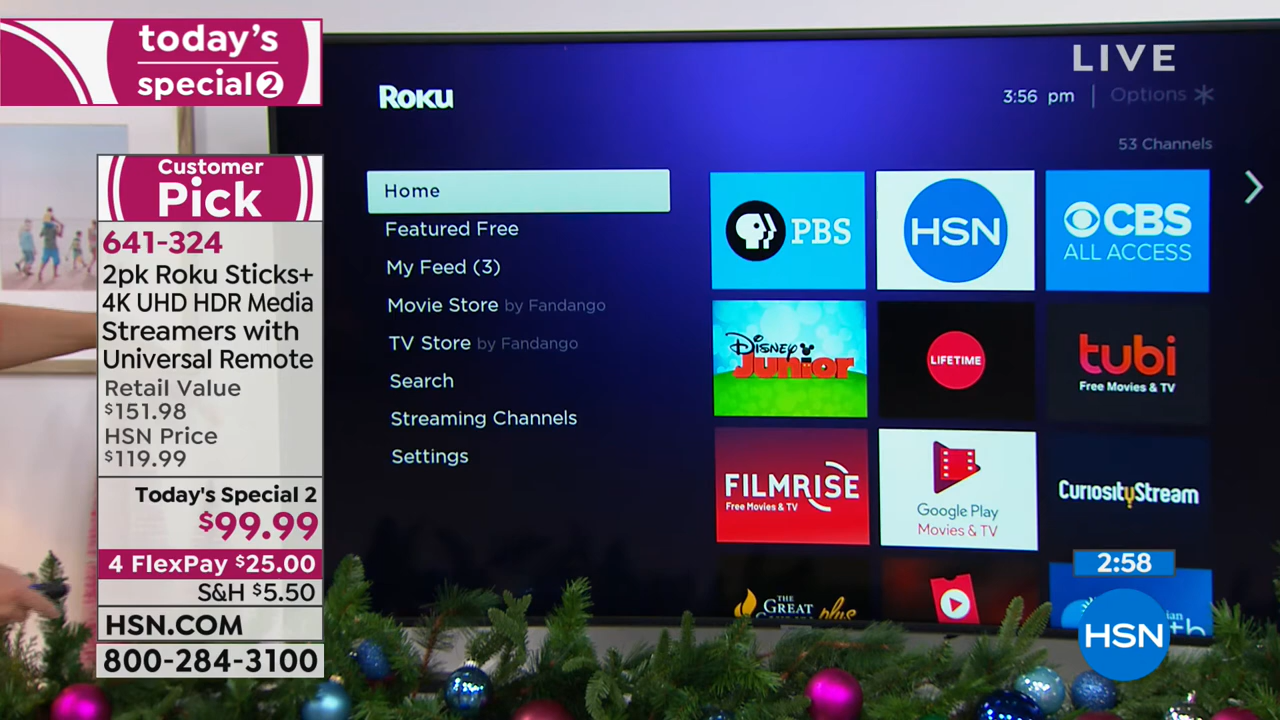 today's
special 2
Customer
Pick
641-324
2pk Roku Sticks+
4K UHD HDR Media
Streamers with
Universal Remote
Retail Value
$151.98
HSN Price
$119.99
Today's Special 2
$99.99
4 FlexPay $25.00
S&H $5.50
HSN.COM
800-284-3100
LIVE
Roku
3:56 pm | Options
53 Channels
Home
Featured Free
My Feed (3)
Movie Store by Fandango
TV Store by Fandango
Search
Streaming Channels
Settings
PBS
HSN
CBS
ALL ACCESS
Disney
Junior
LIFETIME
tubi
Free Movies & TV
FILMRISE
Free Movies & TV
Google Play
Movies & TV
CuriosityStream
THE
GREAT
plus
2:58
HSN